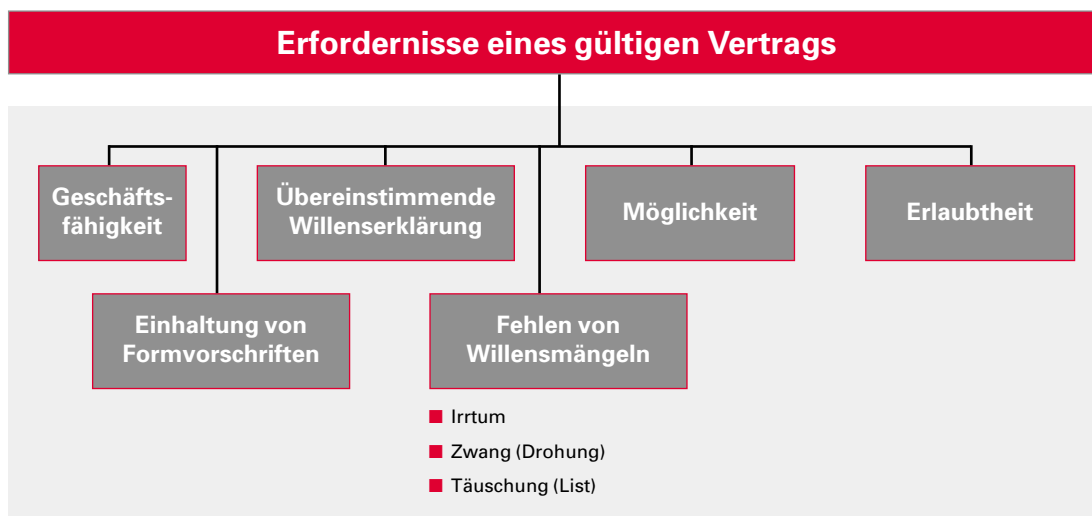 Erfordernisse eines gültigen Vertrags
Geschäfts-
fähigkeit
Übereinstimmende
Willenserklärung
Möglichkeit
Erlaubtheit
Einhaltung von
Formvorschriften
Fehlen von
Willensmängeln
Irrtum
Zwang (Drohung)
Täuschung (List)